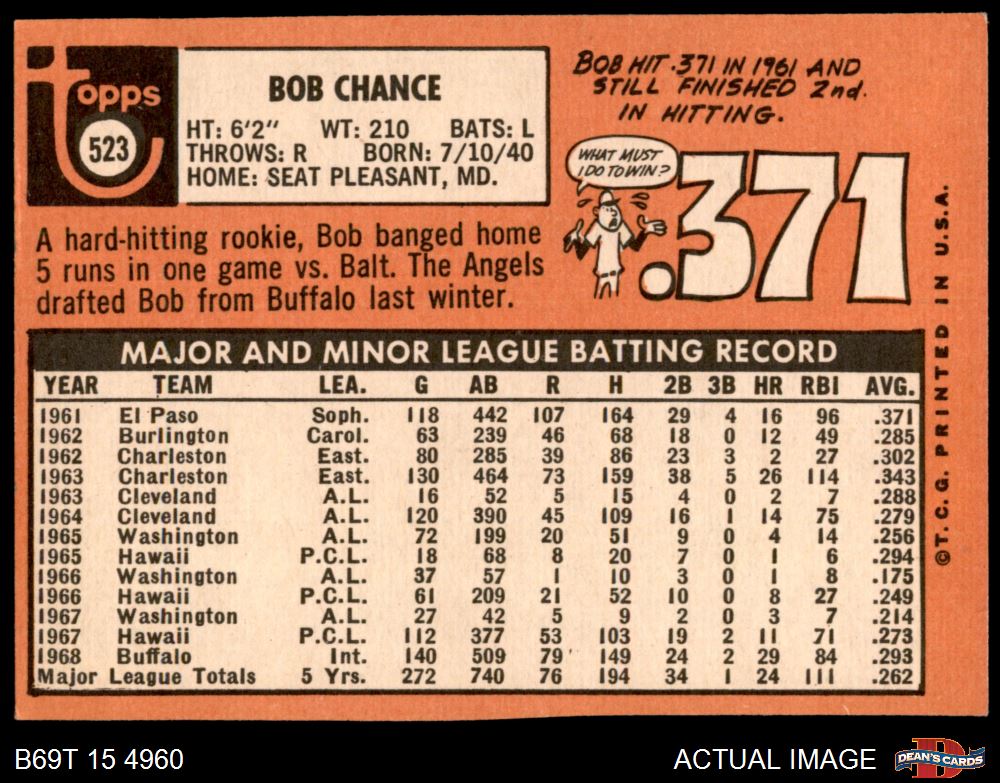 topps
523
BOB CHANCE
HT: 6'2" WT: 210 BATS: L
THROWS: R BORN: 7/10/40
HOME: SEAT PLEASANT, MD.
A hard-hitting rookie, Bob banged home
5 runs in one game vs. Balt. The Angels
drafted Bob from Buffalo last winter.
BOB HIT .371 IN 1961 AND
STILL FINISHED 2nd.
IN HITTING.
WHAT MUST
I DO TO WIN?
.371
MAJOR AND MINOR LEAGUE BATTING RECORD
YEAR TEAM LEA. G AB R H 2B 3B HR RBI AVG.
1961 El Paso Soph. 118 442 107 164 29 4 16 96 .371
1962 Burlington Carol. 63 239 46 68 18 0 12 49 .285
1962 Charleston East. 80 285 39 86 23 3 2 27 .302
1963 Charleston East. 130 464 73 159 38 5 26 114 .343
1963 Cleveland A.L. 16 52 5 15 4 0 2 7 .288
1964 Cleveland A.L. 120 390 45 109 16 1 14 75 .279
1965 Washington A.L. 72 199 20 51 9 0 4 14 .256
1965 Hawaii P.C.L. 18 68 8 20 7 0 1 6 .294
1966 Washington A.L. 37 57 1 10 3 0 1 8 .175
1966 Hawaii P.C.L. 61 209 21 52 10 0 8 27 .249
1967 Washington A.L. 27 42 5 9 2 0 3 7 .214
1967 Hawaii P.C.L. 112 377 53 103 19 2 11 71 .273
1968 Buffalo Int. 140 509 79 149 24 2 29 84 .293
Major League Totals 5 Yrs. 272 740 76 194 34 1 24 111 .262
©T. C. G. PRINTED IN U.S.A.
B69T 15 4960
ACTUAL IMAGE
D
DEAN'S CARDS